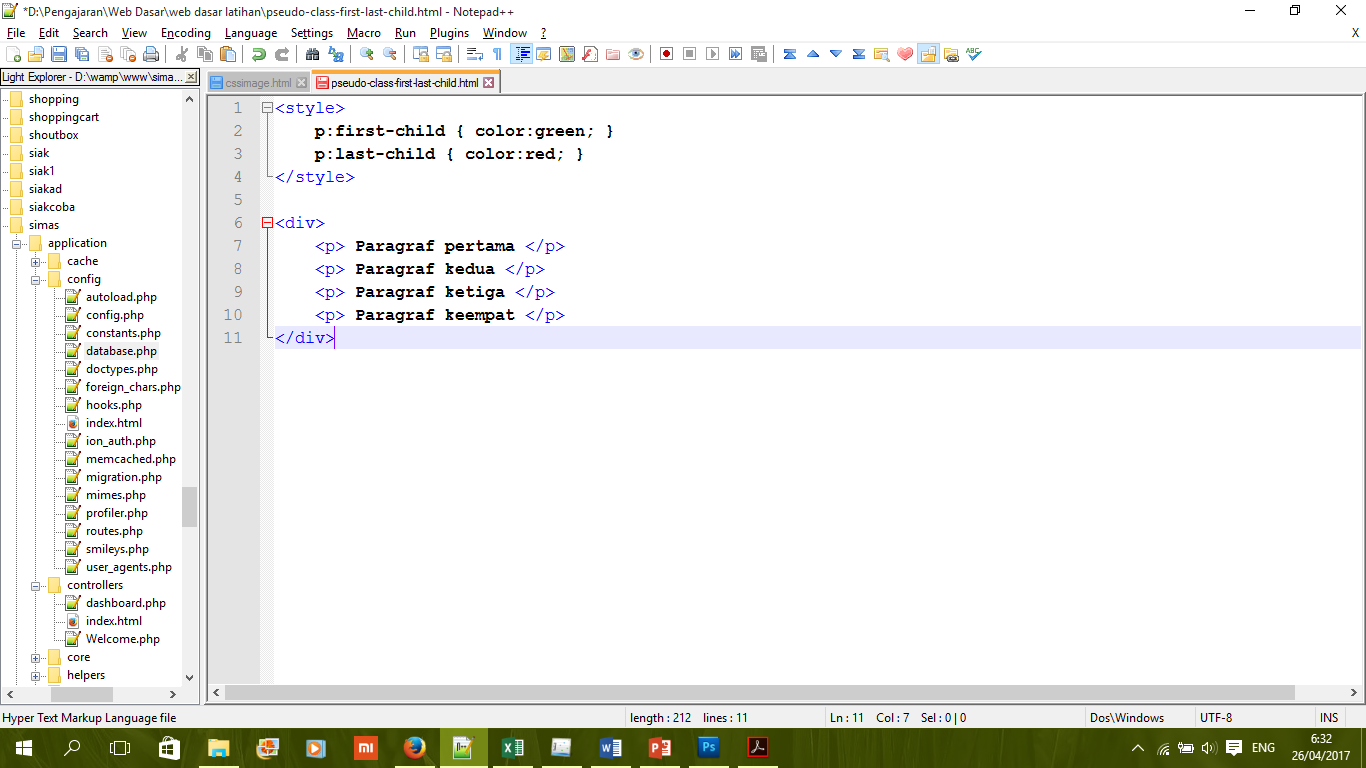 *D:\Pengajaran\Web Dasar\web dasar latihan\pseudo-class-first-last-child.html - Notepad++
File Edit Search View Encoding Language Settings Macro Run Plugins Window ? X
Light Explorer - D:\wamp\www\sima...
cssimage.html pseudo-class-first-last-child.html
shopping
shoppingcart
shoutbox
siak
siak1
siakad
siakcoba
simas
application
cache
config
autoload.php
config.php
constants.php
database.php
doctypes.php
foreign_chars.php
hooks.php
index.html
ion_auth.php
memcached.php
migration.php
mimes.php
profiler.php
routes.php
smileys.php
user_agents.php
controllers
dashboard.php
index.html
Welcome.php
core
helpers
1 <style>
2 p:first-child { color:green; }
3 p:last-child { color:red; }
4 </style>
5
6 <div>
7 <p> Paragraf pertama </p>
8 <p> Paragraf kedua </p>
9 <p> Paragraf ketiga </p>
10 <p> Paragraf keempat </p>
11 </div>
Hyper Text Markup Language file length : 212 lines : 11 Ln : 11 Col : 7 Sel : 0 | 0 Dos\Windows UTF-8 INS
mi Ps ENG 6:32
26/04/2017